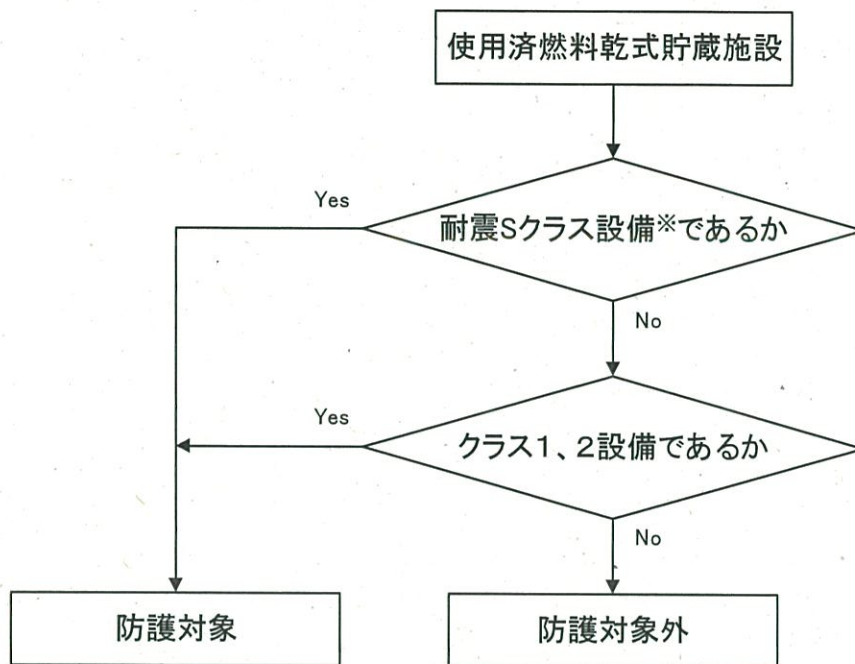 使用済燃料乾式貯蔵施設
Yes
耐震Sクラス設備※であるか
No
Yes
クラス1、2設備であるか
No
防護対象
防護対象外